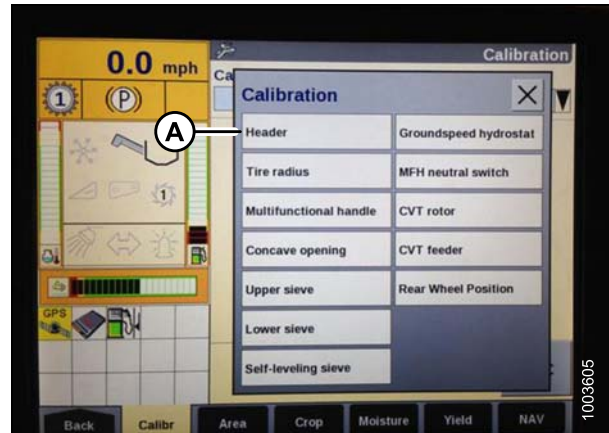 0.0 mph
Calibration
Ca
1
(P)
1
GPS
Calibration
X
A
Header
Groundspeed hydrostat
Tire radius
MFH neutral switch
Multifunctional handle
CVT rotor
Concave opening
CVT feeder
Upper sieve
Rear Wheel Position
Lower sieve
Self-leveling sieve
Back
Calibr
Area
Crop
Moisture
Yield
NAV
1003605